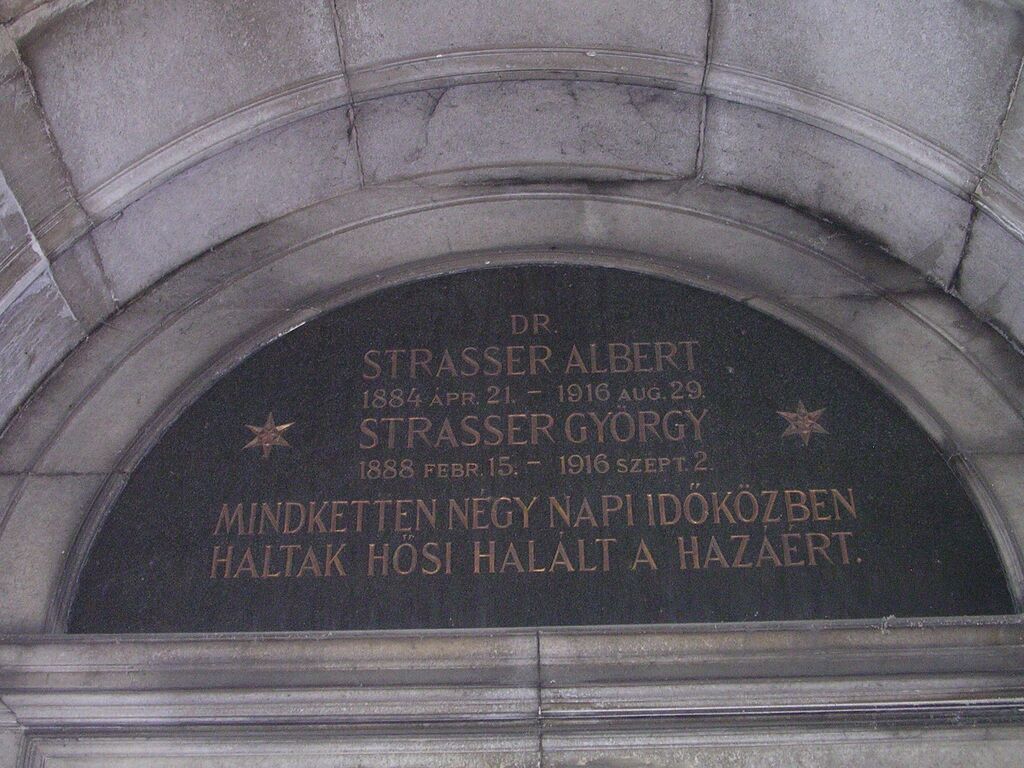 DR.
STRASSER ALBERT
1884 ÁPR. 21. – 1916 AUG. 29.
STRASSER GYÖRGY
1888 FEBR. 15. – 1916 SZEPT. 2.
MINDKETTEN NÉGY NAPI IDŐKÖZBEN
HALTAK HŐSI HALÁLT A HAZÁÉRT.